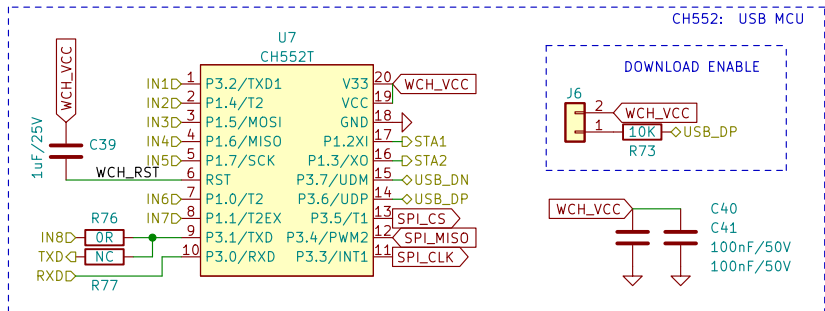 CH552: USB MCU
U7
CH552T
WCH_VCC
1uF/25V
C39
WCH_RST
IN1 1 P3.2/TXD1 V33 20 WCH_VCC
IN2 2 P1.4/T2 VCC 19
IN3 3 P1.5/MOSI GND 18
IN4 4 P1.6/MISO P1.2XI 17 STA1
IN5 5 P1.7/SCK P1.3/XO 16 STA2
6 RST P3.7/UDM 15 USB_DN
IN6 7 P1.0/T2 P3.6/UDP 14 USB_DP
IN7 8 P1.1/T2EX P3.5/T1 13 SPI_CS
R76
IN8 0R 9 P3.1/TXD P3.4/PWM2 12 SPI_MISO
TXD NC 10 P3.0/RXD P3.3/INT1 11 SPI_CLK
RXD R77
DOWNLOAD ENABLE
J6
2 WCH_VCC
1 10K USB_DP
R73
WCH_VCC
C40
C41
100nF/50V
100nF/50V